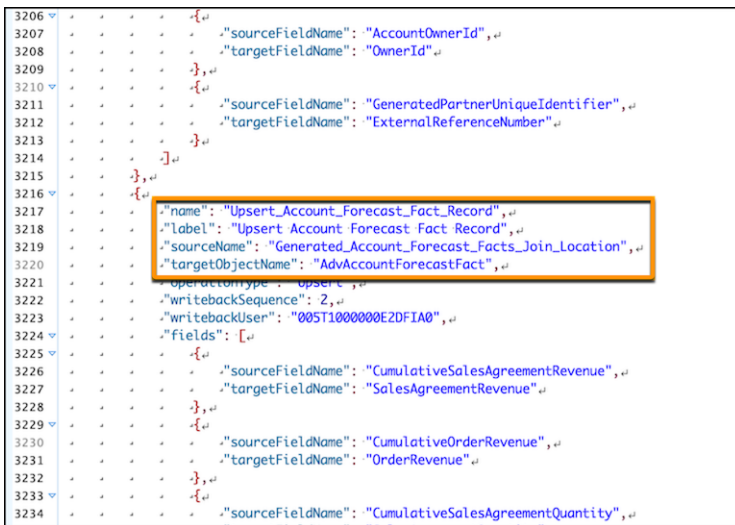 3206 {
3207 "sourceFieldName": "AccountOwnerId",
3208 "targetFieldName": "OwnerId"
3209 },
3210 {
3211 "sourceFieldName": "GeneratedPartnerUniqueIdentifier",
3212 "targetFieldName": "ExternalReferenceNumber"
3213 }
3214 ]
3215 },
3216 {
3217 "name": "Upsert_Account_Forecast_Fact_Record",
3218 "label": "Upsert Account Forecast Fact Record",
3219 "sourceName": "Generated_Account_Forecast_Facts_Join_Location",
3220 "targetObjectName": "AdvAccountForecastFact",
3221 "operationType": "Upsert",
3222 "writebackSequence": 2,
3223 "writebackUser": "005T1000000E2DFIA0",
3224 "fields": [
3225 {
3226 "sourceFieldName": "CumulativeSalesAgreementRevenue",
3227 "targetFieldName": "SalesAgreementRevenue"
3228 },
3229 {
3230 "sourceFieldName": "CumulativeOrderRevenue",
3231 "targetFieldName": "OrderRevenue"
3232 },
3233 {
3234 "sourceFieldName": "CumulativeSalesAgreementQuantity",